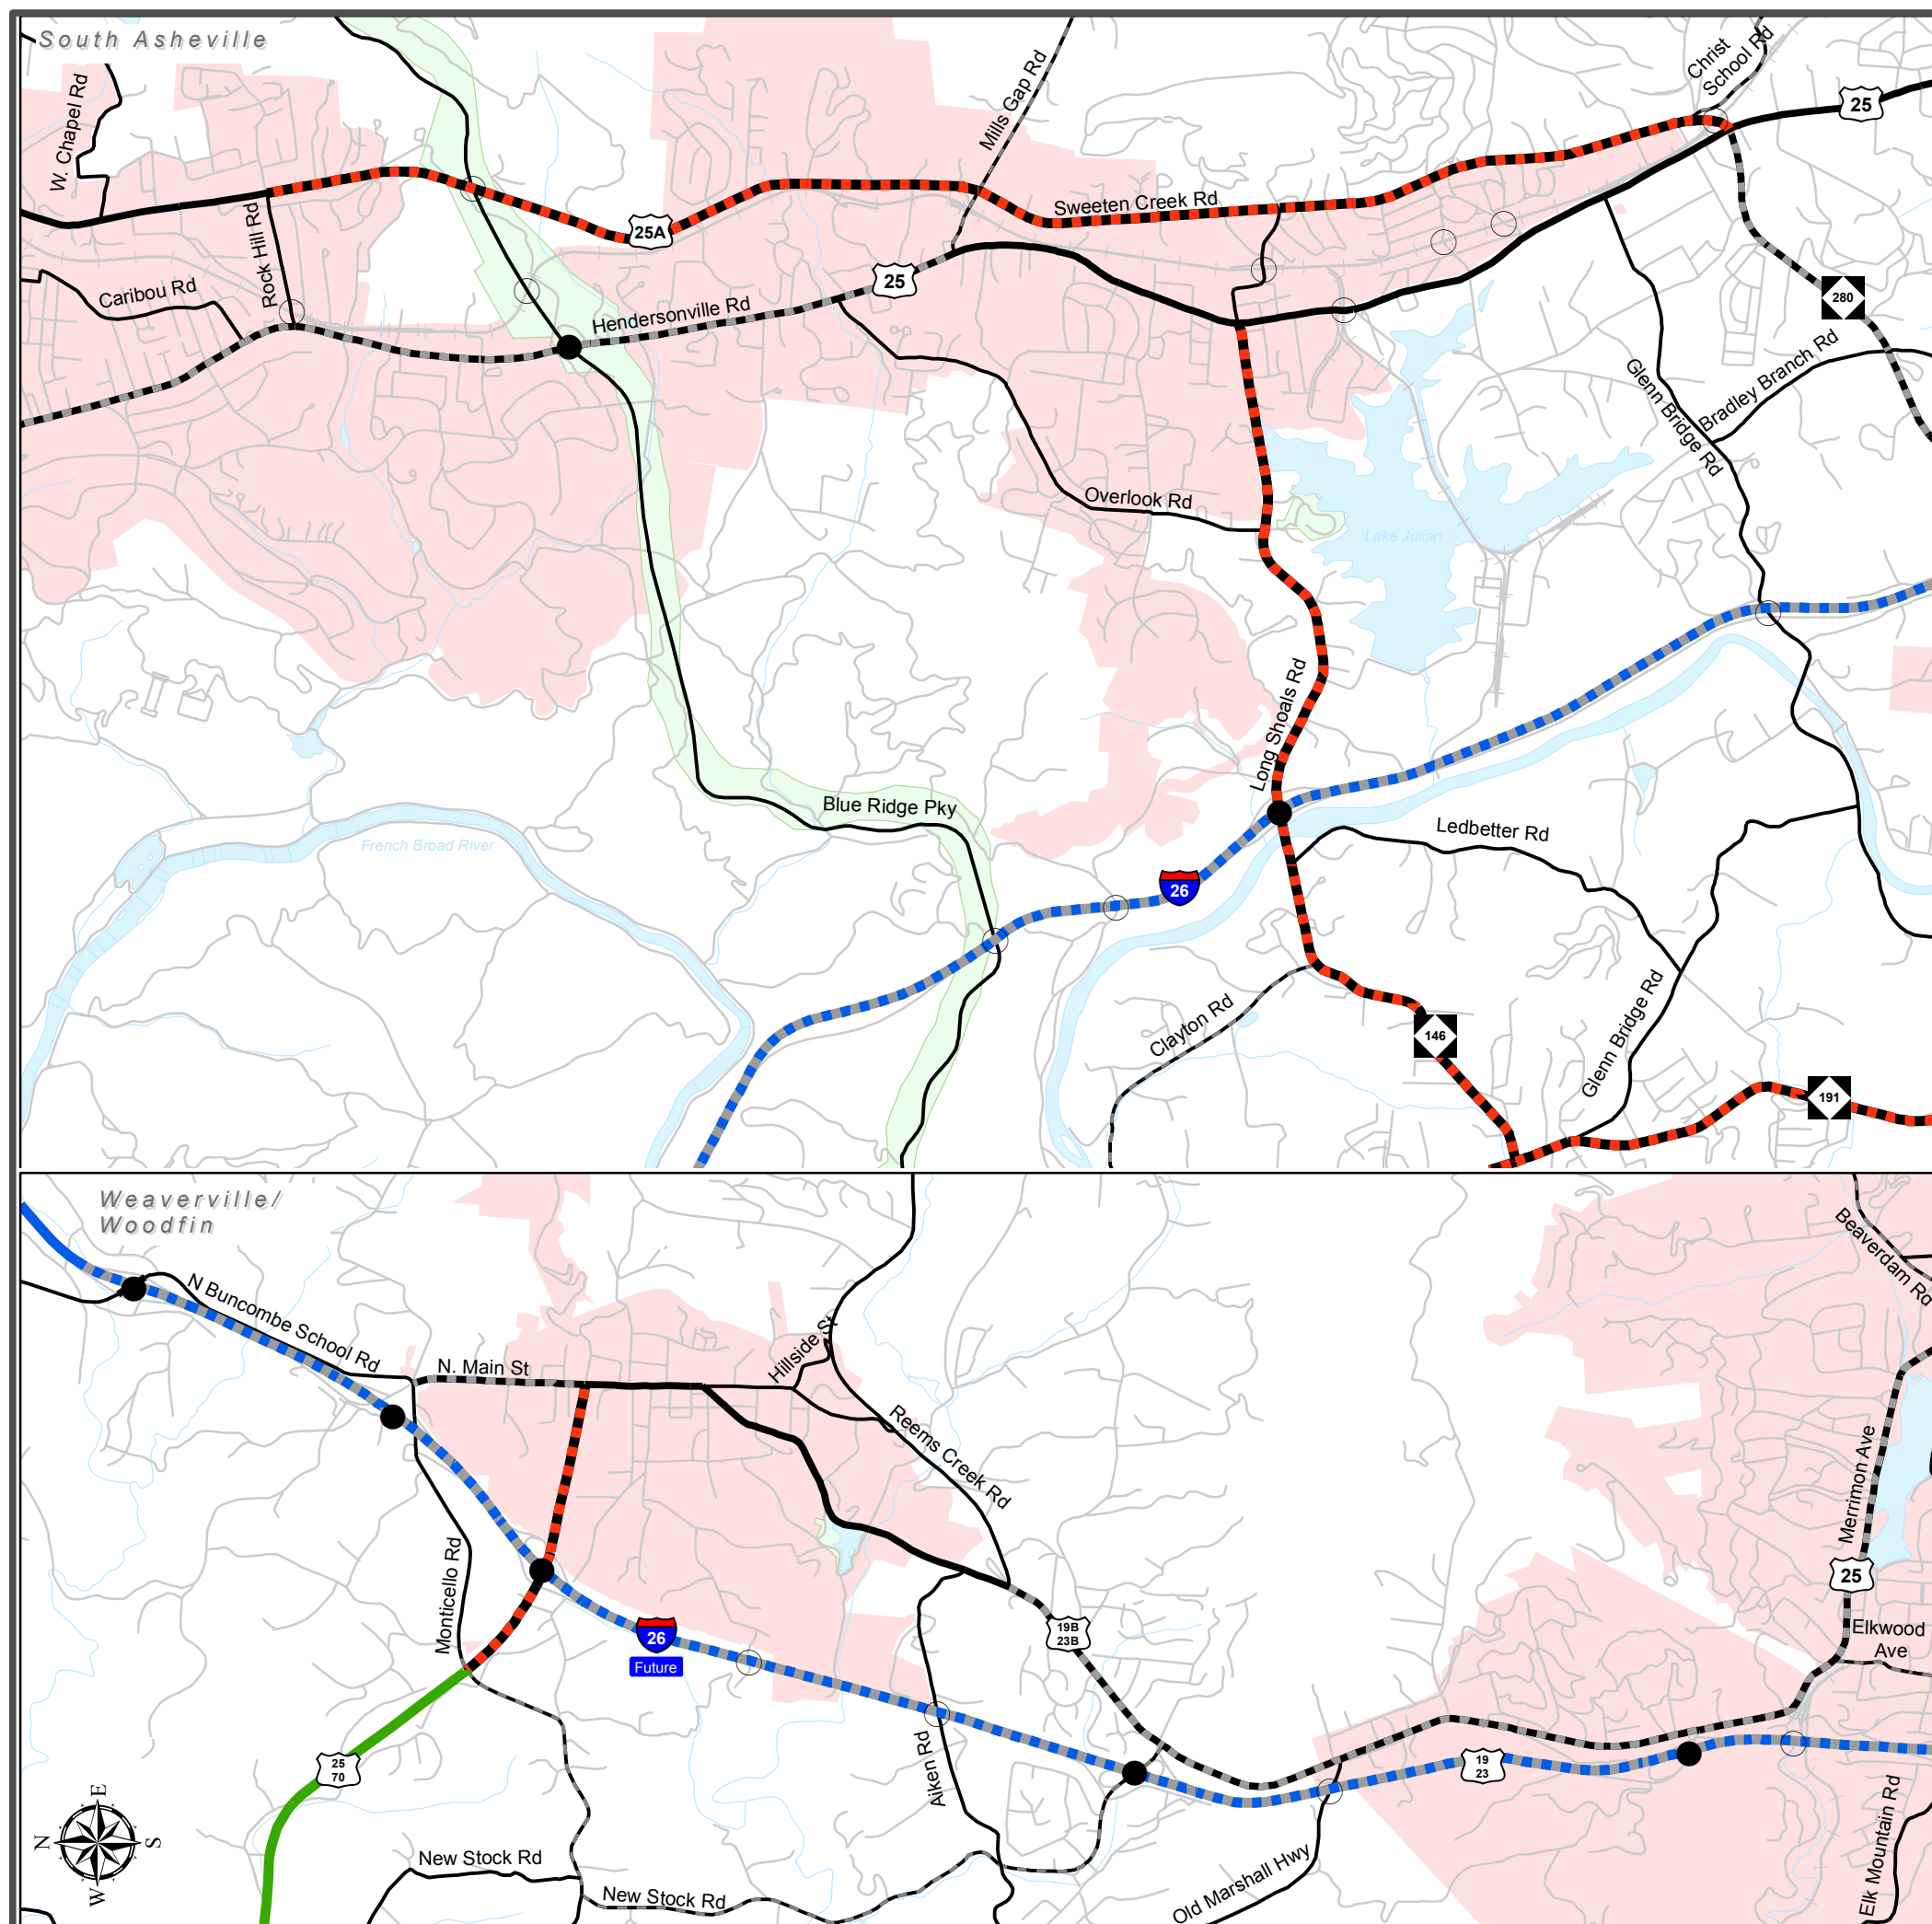 South Asheville
W. Chapel Rd
Mills Gap Rd
Christ
School Rd
25
Rock Hill Rd
25A
Sweeten Creek Rd
Caribou Rd
25
Hendersonville Rd
280
Glenn Bridge Rd
Bradley Branch Rd
Overlook Rd
Lake Julian
Long Shoals Rd
Blue Ridge Pky
Ledbetter Rd
French Broad River
26
Clayton Rd
146
Glenn Bridge Rd
191
Weaverville/
Woodfin
Beaverdam Rd
N Buncombe School Rd
N. Main St
Hillside St
Reems Creek Rd
Merrimon Ave
25
Monticello Rd
26
Future
19B
23B
Elkwood
Ave
Aiken Rd
25
70
19
23
N
E
S
W
New Stock Rd
New Stock Rd
Old Marshall Hwy
Elk Mountain Rd